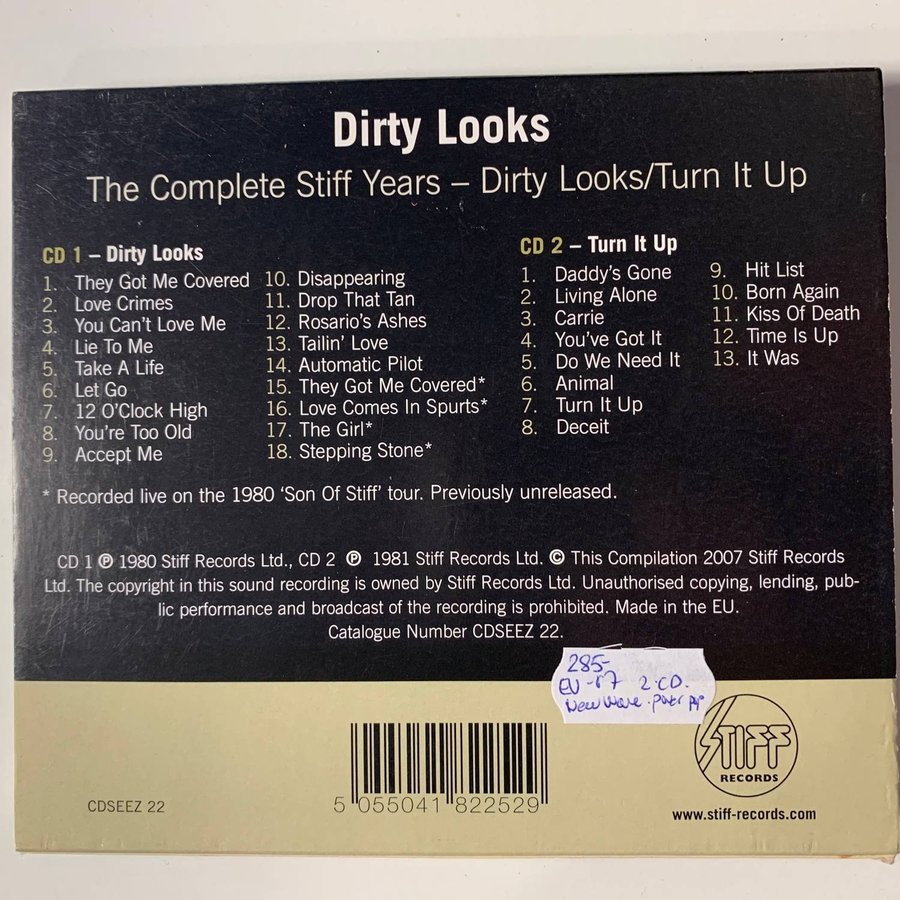 Dirty Looks
The Complete Stiff Years – Dirty Looks/Turn It Up
CD 1 – Dirty Looks
1. They Got Me Covered
2. Love Crimes
3. You Can't Love Me
4. Lie To Me
5. Take A Life
6. Let Go
7. 12 O'Clock High
8. You're Too Old
9. Accept Me
10. Disappearing
11. Drop That Tan
12. Rosario's Ashes
13. Tailin' Love
14. Automatic Pilot
15. They Got Me Covered*
16. Love Comes In Spurts*
17. The Girl*
18. Stepping Stone*
CD 2 – Turn It Up
1. Daddy's Gone
2. Living Alone
3. Carrie
4. You've Got It
5. Do We Need It
6. Animal
7. Turn It Up
8. Deceit
9. Hit List
10. Born Again
11. Kiss Of Death
12. Time Is Up
13. It Was
* Recorded live on the 1980 'Son Of Stiff' tour. Previously unreleased.
CD 1 ℗ 1980 Stiff Records Ltd., CD 2 ℗ 1981 Stiff Records Ltd. © This Compilation 2007 Stiff Records
Ltd. The copyright in this sound recording is owned by Stiff Records Ltd. Unauthorised copying, lending, pub-
lic performance and broadcast of the recording is prohibited. Made in the EU.
Catalogue Number CDSEEZ 22.
285-
EU -07 2.CD.
New Wave. power pop
STIFF
RECORDS
CDSEEZ 22
5 055041 822529
www.stiff-records.com